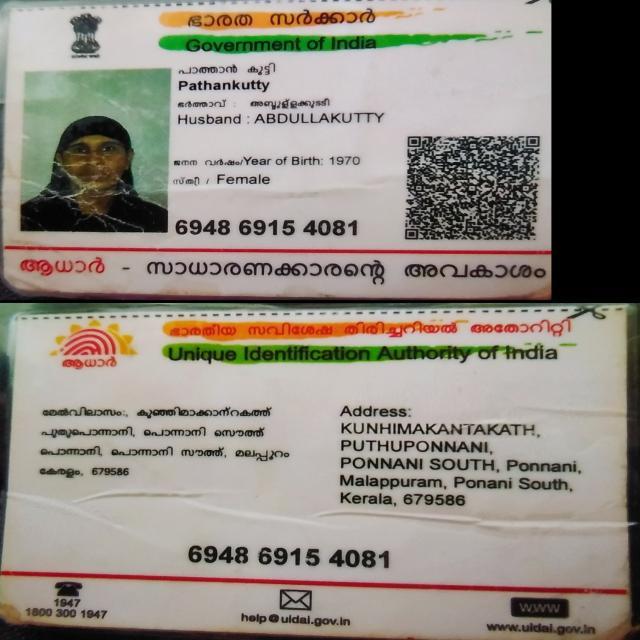 ഭാരത സർക്കാർ
Government of India
പാത്താൻ കുട്ടി
Pathankutty
ഭർത്താവ് : അബ്ദുള്ളക്കുട്ടി
Husband : ABDULLAKUTTY
ജനന വർഷം/Year of Birth: 1970
സ്ത്രീ / Female
6948 6915 4081
ആധാർ - സാധാരണക്കാരന്റെ അവകാശം
ഭാരതീയ സവിശേഷ തിരിച്ചറിയൽ അതോറിറ്റി
ആധാർ
Unique Identification Authority of India
മേൽവിലാസം:, കുഞ്ഞിമാക്കാന്റകത്ത്
പുതുപൊന്നാനി, പൊന്നാനി സൌത്ത്
പൊന്നാനി, പൊന്നാനി സൗത്ത്, മലപ്പുറം
കേരളം, 679586
Address:
KUNHIMAKANTAKATH,
PUTHUPONNANI,
PONNANI SOUTH, Ponnani,
Malappuram, Ponani South,
Kerala, 679586
6948 6915 4081
1947
1800 300 1947
help@uidai.gov.in
www
www.uidai.gov.in